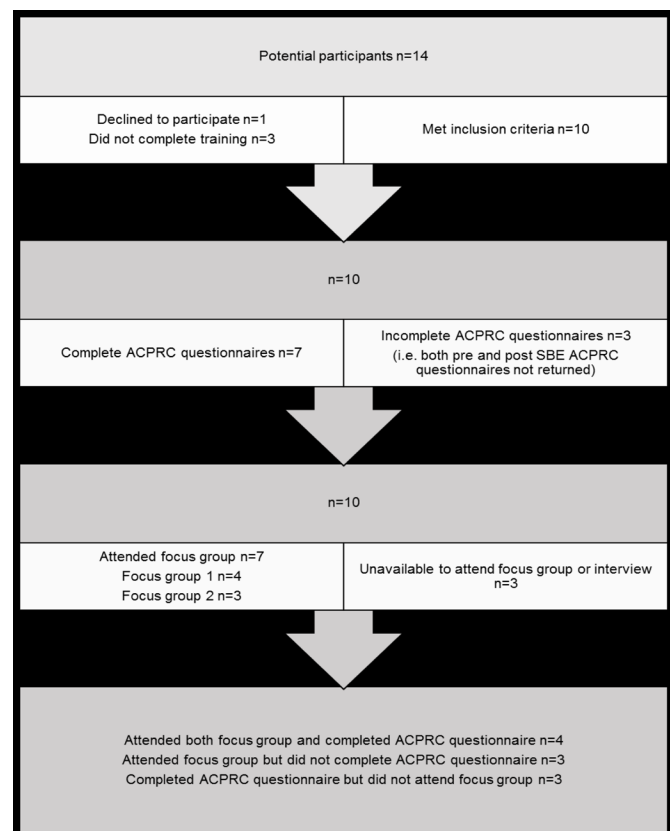 Potential participants n=14
Declined to participate n=1
Did not complete training n=3
Met inclusion criteria n=10
n=10
Complete ACPRC questionnaires n=7
Incomplete ACPRC questionnaires n=3
(i.e. both pre and post SBE ACPRC
questionnaires not returned)
n=10
Attended focus group n=7
Focus group 1 n=4
Focus group 2 n=3
Unavailable to attend focus group or interview
n=3
Attended both focus group and completed ACPRC questionnaire n=4
Attended focus group but did not complete ACPRC questionnaire n=3
Completed ACPRC questionnaire but did not attend focus group n=3